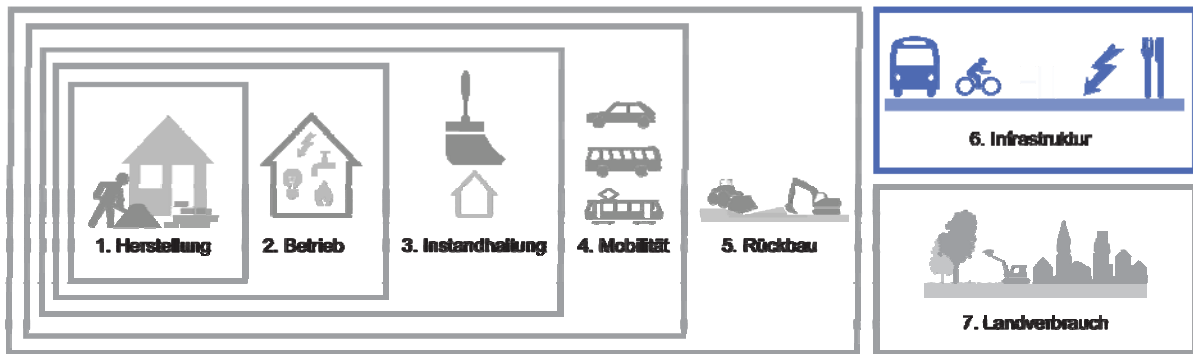 1. Herstellung
2. Betrieb
3. Instandhaltung
4. Mobilität
5. Rückbau
6. Infrastruktur
7. Landverbrauch